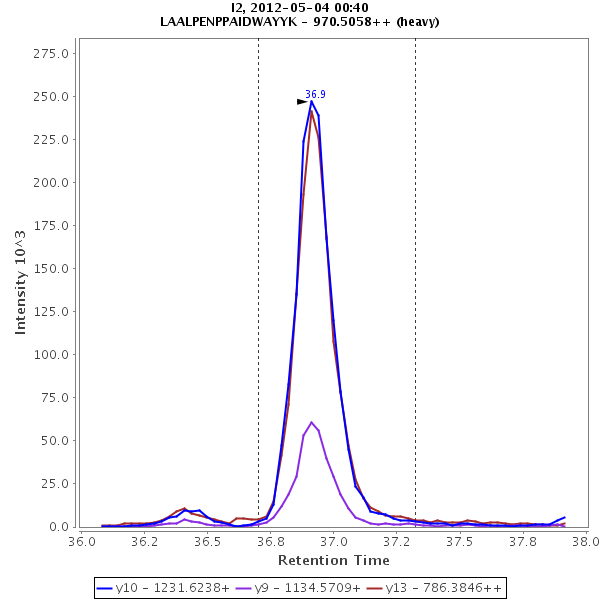 I2, 2012-05-04 00:40
LAALPENPPAIDWAYYK - 970.5058++ (heavy)
275.0
250.0
225.0
200.0
175.0
150.0
125.0
100.0
75.0
50.0
25.0
0.0
Intensity 10^3
36.9
36.0 36.2 36.5 36.8 37.0 37.2 37.5 37.8 38.0
Retention Time
y10 - 1231.6238+ y9 - 1134.5709+ y13 - 786.3846++